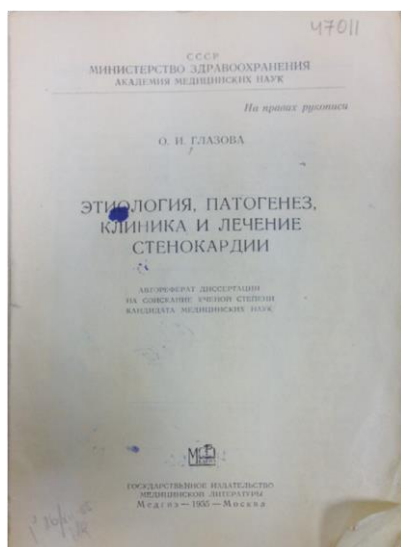 47011
СССР
МИНИСТЕРСТВО ЗДРАВООХРАНЕНИЯ
АКАДЕМИЯ МЕДИЦИНСКИХ НАУК
На правах рукописи
О. И. ГЛАЗОВА
ЭТИОЛОГИЯ, ПАТОГЕНЕЗ,
КЛИНИКА И ЛЕЧЕНИЕ
СТЕНОКАРДИИ
АВТОРЕФЕРАТ ДИССЕРТАЦИИ
НА СОИСКАНИЕ УЧЕНОЙ СТЕПЕНИ
КАНДИДАТА МЕДИЦИНСКИХ НАУК
ГОСУДАРСТВЕННОЕ ИЗДАТЕЛЬСТВО
МЕДИЦИНСКОЙ ЛИТЕРАТУРЫ
Медгиз — 1955 — Москва